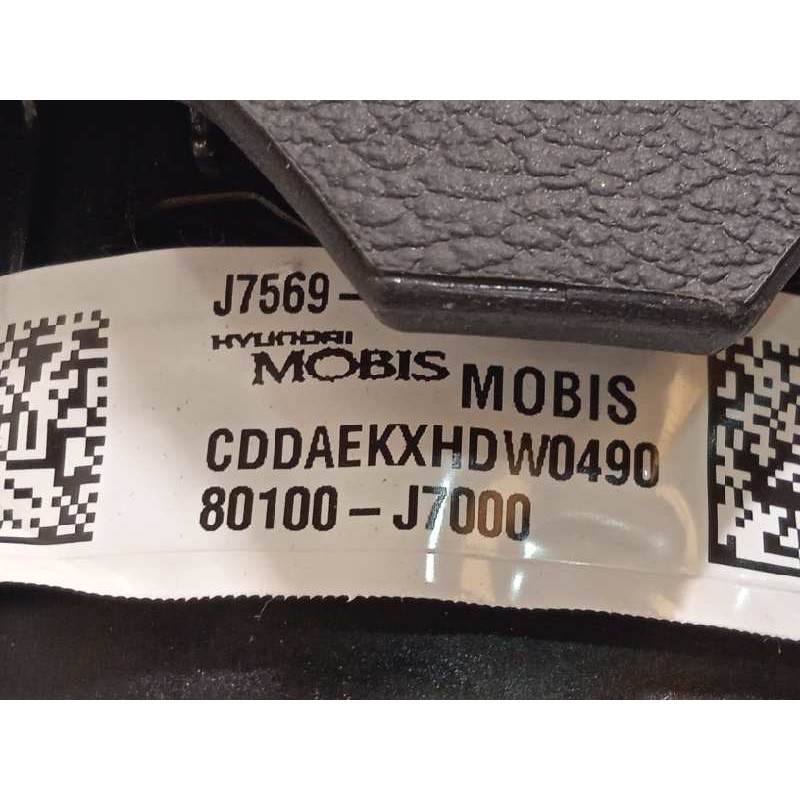 J7569-
HYUNDAI
MOBIS MOBIS
CDDAEKXHDW0490
80100-J7000